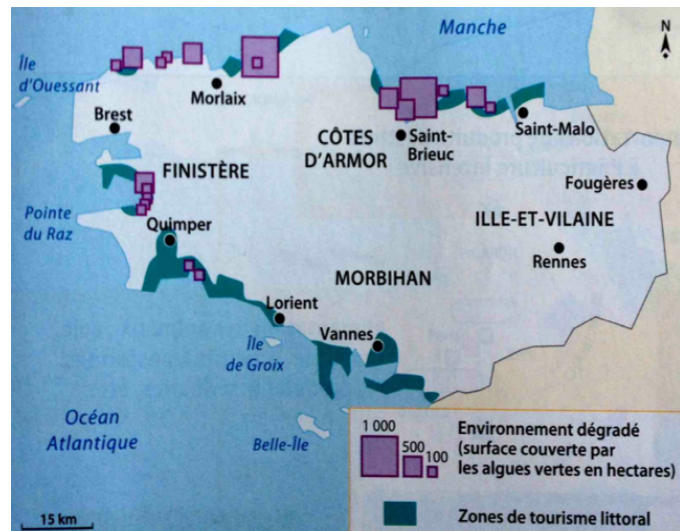 Manche
N
Île
d'Ouessant
Morlaix
Brest
CÔTES
D'ARMOR
Saint-
Brieuc
Saint-Malo
FINISTÈRE
Fougères
Pointe
du Raz
Quimper
ILLE-ET-VILAINE
Rennes
MORBIHAN
Lorient
Vannes
Île
de Groix
Océan
Atlantique
Belle-Île
15 km
1 000
500
100
Environnement dégradé
(surface couverte par
les algues vertes en hectares)
Zones de tourisme littoral